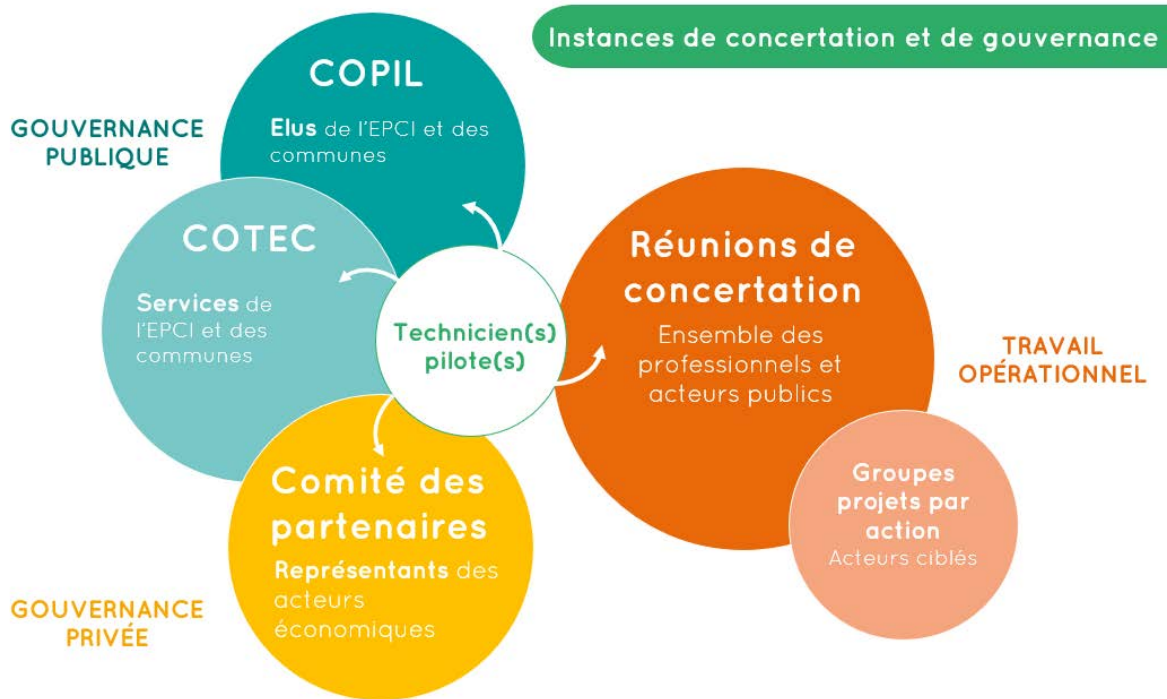 Instances de concertation et de gouvernance
GOUVERNANCE
PUBLIQUE
COPIL
Elus de l'EPCI et des
communes
COTEC
Services de
l'EPCI et des
communes
Technicien(s)
pilote(s)
Réunions de
concertation
Ensemble des
professionnels et
acteurs publics
TRAVAIL
OPÉRATIONNEL
Groupes
projets par
action
Acteurs ciblés
Comité des
partenaires
Représentants des
acteurs
économiques
GOUVERNANCE
PRIVÉE